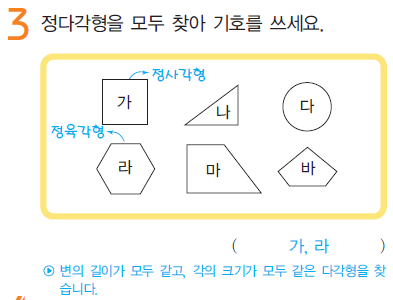 3 정다각형을 모두 찾아 기호를 쓰세요.
정사각형
가 나 다
정육각형
라 마 바
( 가, 라 )
변의 길이가 모두 같고, 각의 크기가 모두 같은 다각형을 찾
습니다.